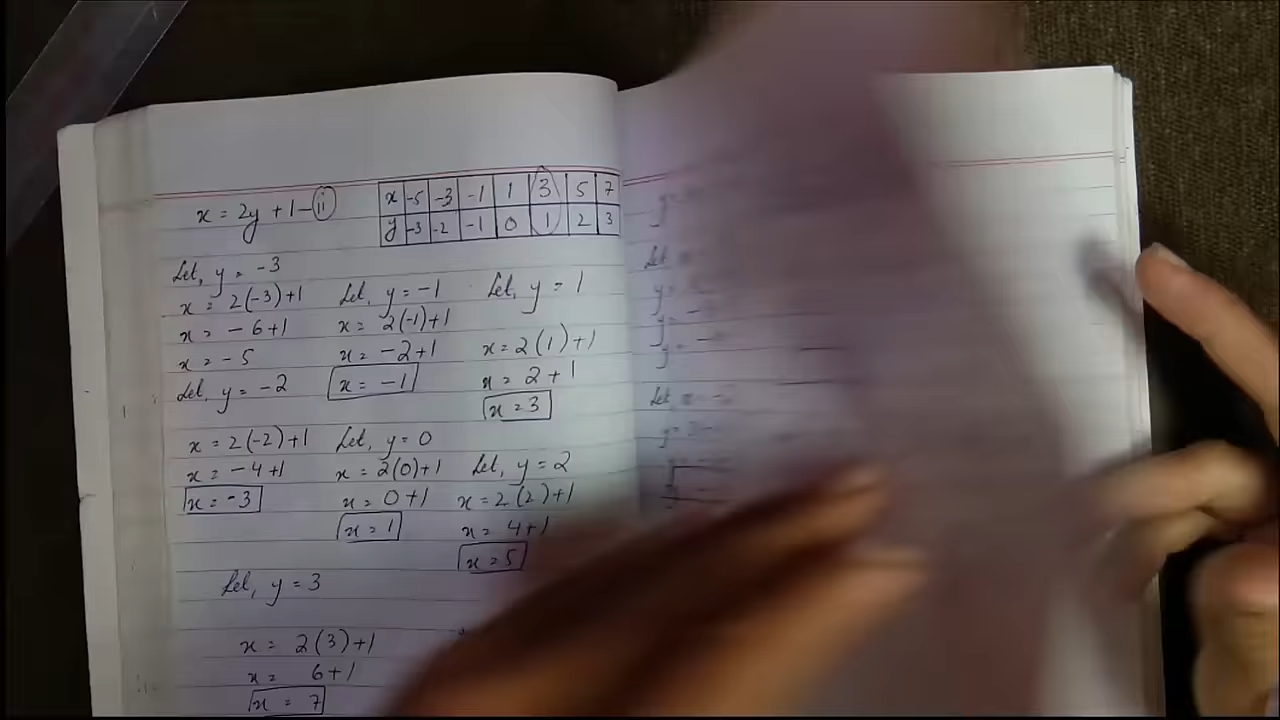 x = 2y + 1 – (ii)
x -5 -3 -1 1 3 5 7
y -3 -2 -1 0 1 2 3
Let, y = -3
x = 2(-3)+1
x = -6+1
x = -5
Let, y = -2
x = 2(-2)+1
x = -4+1
x = -3
Let, y = -1
x = 2(-1)+1
x = -2+1
x = -1
Let, y = 0
x = 2(0)+1
x = 0+1
x = 1
Let, y = 1
x = 2(1)+1
x = 2+1
x = 3
Let, y = 2
x = 2(2)+1
x = 4+1
x = 5
Let, y = 3
x = 2(3)+1
x = 6+1
x = 7
Let
Let